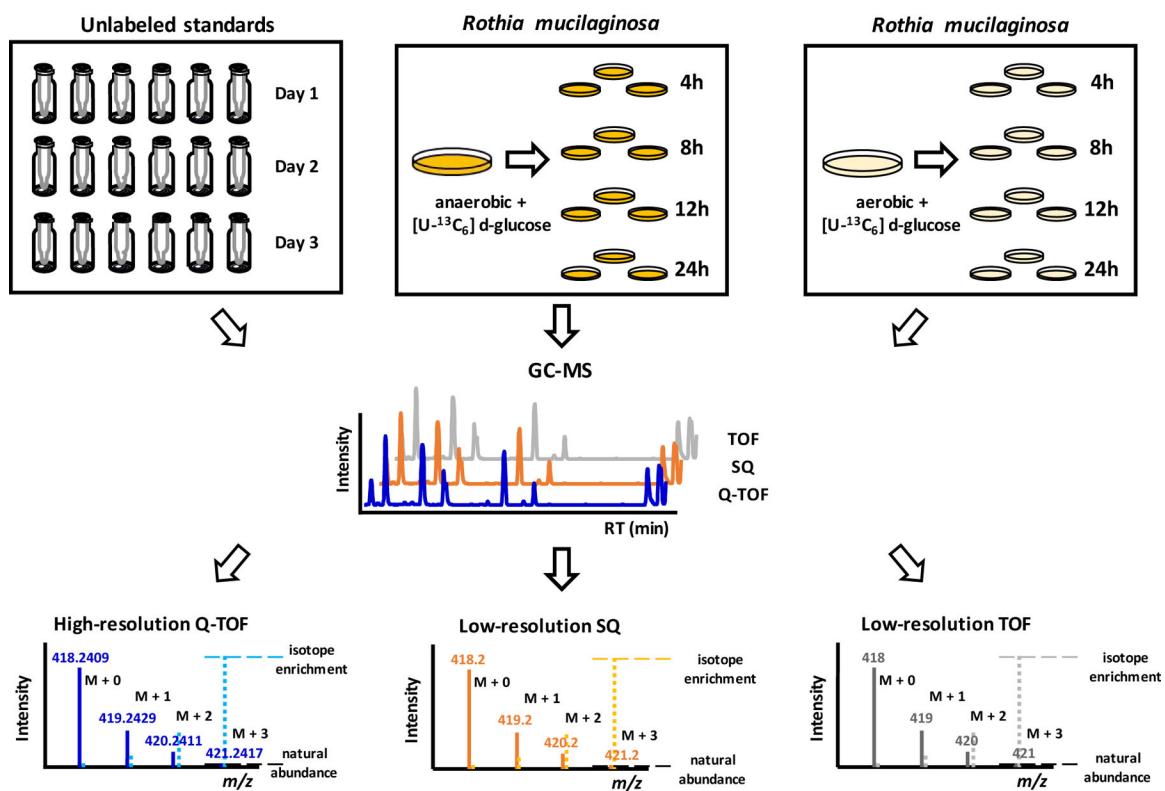 Unlabeled standards
Day 1
Day 2
Day 3
Rothia mucilaginosa
anaerobic +
[U-¹³C₆] d-glucose
4h
8h
12h
24h
Rothia mucilaginosa
aerobic +
[U-¹³C₆] d-glucose
4h
8h
12h
24h
GC-MS
Intensity
TOF
SQ
Q-TOF
RT (min)
High-resolution Q-TOF
Intensity
418.2409
M + 0
419.2429
M + 1
420.2411
M + 2
421.2417
M + 3
isotope
enrichment
natural
abundance
m/z
Low-resolution SQ
Intensity
418.2
M + 0
419.2
M + 1
420.2
M + 2
421.2
M + 3
isotope
enrichment
natural
abundance
m/z
Low-resolution TOF
Intensity
418
M + 0
419
M + 1
420
M + 2
421
M + 3
isotope
enrichment
natural
abundance
m/z